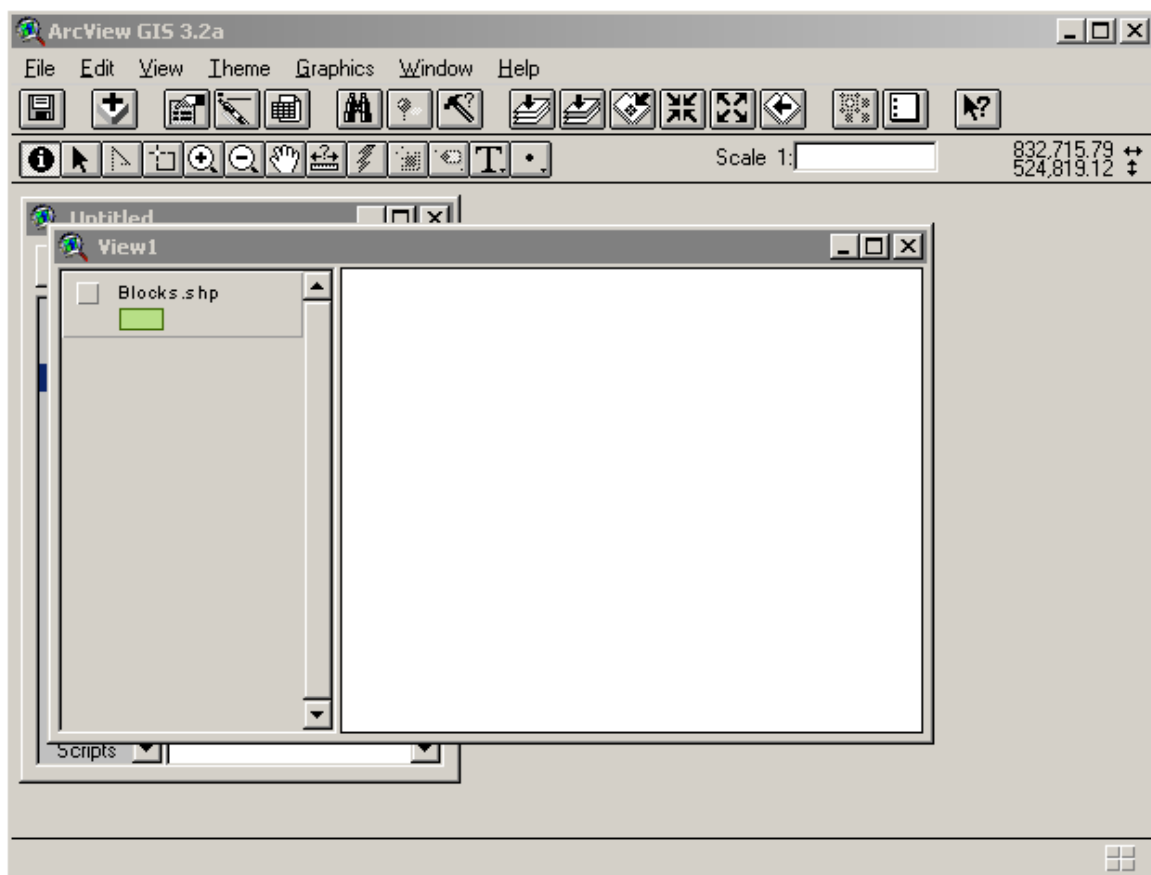 ArcView GIS 3.2a
File Edit View Theme Graphics Window Help
Scale 1:
832,715.79
524,819.12
Untitled
View1
Blocks.shp
Scripts